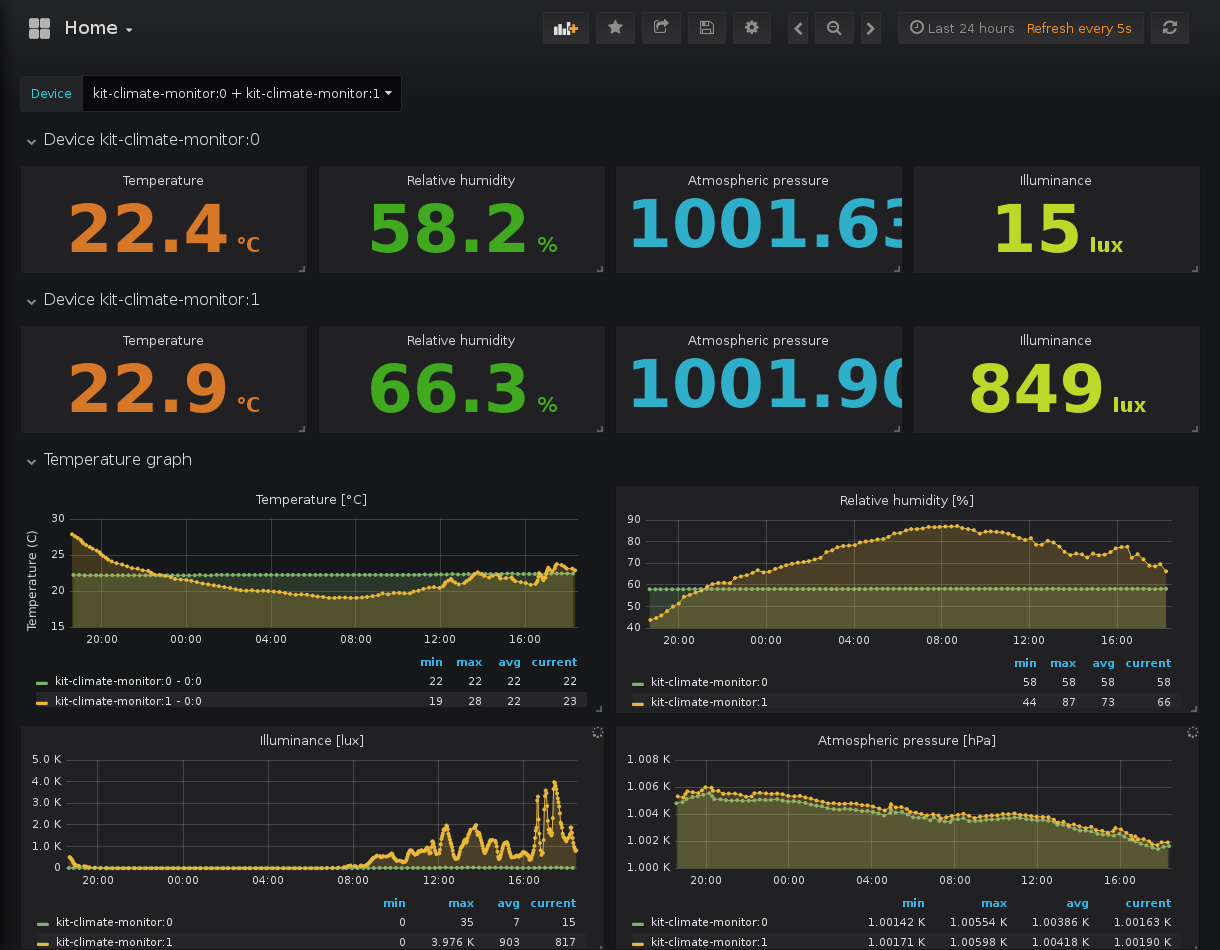 Home
Last 24 hours Refresh every 5s
Device kit-climate-monitor:0 + kit-climate-monitor:1
Device kit-climate-monitor:0
Temperature Relative humidity Atmospheric pressure Illuminance
22.4 °C 58.2 % 1001.63 15 lux
Device kit-climate-monitor:1
Temperature Relative humidity Atmospheric pressure Illuminance
22.9 °C 66.3 % 1001.90 849 lux
Temperature graph
Temperature [°C]
Temperature (C)
30
25
20
15
20:00 00:00 04:00 08:00 12:00 16:00
min max avg current
kit-climate-monitor:0 - 0:0 22 22 22 22
kit-climate-monitor:1 - 0:0 19 28 22 23
Relative humidity [%]
90
80
70
60
50
40
20:00 00:00 04:00 08:00 12:00 16:00
min max avg current
kit-climate-monitor:0 58 58 58 58
kit-climate-monitor:1 44 87 73 66
Illuminance [lux]
5.0 K
4.0 K
3.0 K
2.0 K
1.0 K
0
20:00 00:00 04:00 08:00 12:00 16:00
min max avg current
kit-climate-monitor:0 0 35 7 15
kit-climate-monitor:1 0 3.976 K 903 817
Atmospheric pressure [hPa]
1.008 K
1.006 K
1.004 K
1.002 K
1.000 K
20:00 00:00 04:00 08:00 12:00 16:00
min max avg current
kit-climate-monitor:0 1.00142 K 1.00554 K 1.00386 K 1.00163 K
kit-climate-monitor:1 1.00171 K 1.00598 K 1.00418 K 1.00190 K